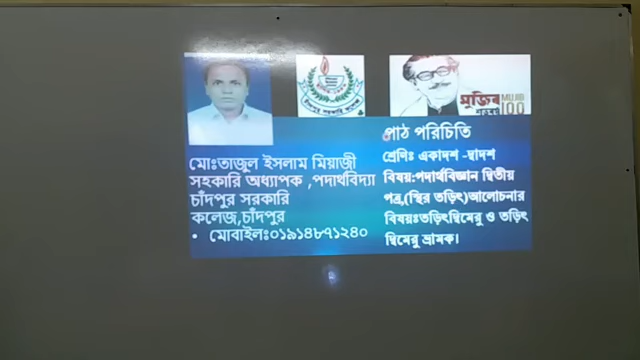 মুজিব MUJIB
100
মোঃতাজুল ইসলাম মিয়াজী
সহকারি অধ্যাপক ,পদার্থবিদ্যা
চাঁদপুর সরকারি
কলেজ,চাঁদপুর
• মোবাইলঃ০১৯১৪৮৭১২৪০
পাঠ পরিচিতি
শ্রেণিঃ একাদশ -দ্বাদশ
বিষয়:পদার্থবিজ্ঞান দ্বিতীয়
পত্র,(স্থির তড়িৎ)আলোচনার
বিষয়ঃতড়িৎদ্বিমেরু ও তড়িৎ
দ্বিমেরু ভ্রামক।